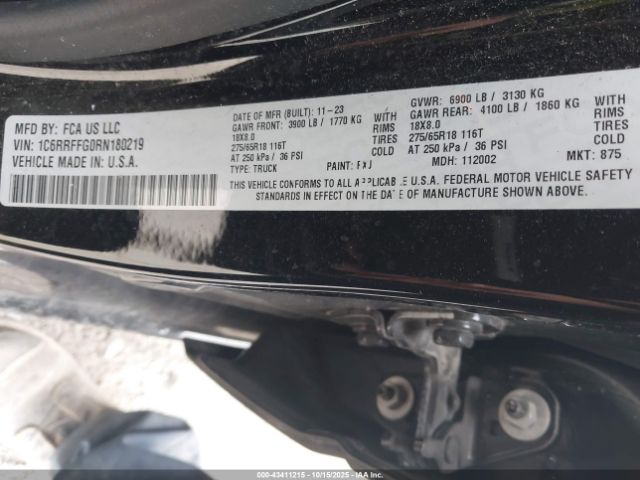 MFD BY: FCA US LLC
VIN: 1C6RRFFG0RN180219
VEHICLE MADE IN U.S.A.
DATE OF MFR (BUILT): 11-23
GAWR FRONT: 3900 LB / 1770 KG
18X8.0
275/65R18 116T
AT 250 kPa / 36 PSI
TYPE: TRUCK
PAINT:
WITH
RIMS
TIRES
GVWR: 6900 LB / 3130 KG
GAWR REAR: 4100 LB / 1860 KG
18X8.0
275/65R18 116T
AT 250 kPa / 36 PSI
MDH: 112002
WITH
RIMS
TIRES
MKT: 875
THIS VEHICLE CONFORMS TO ALL APPLICABLE U.S.A. FEDERAL MOTOR VEHICLE SAFETY
STANDARDS IN EFFECT ON THE DATE OF MANUFACTURE SHOWN ABOVE.
000-43411215 10/15/2025 IAA Inc.